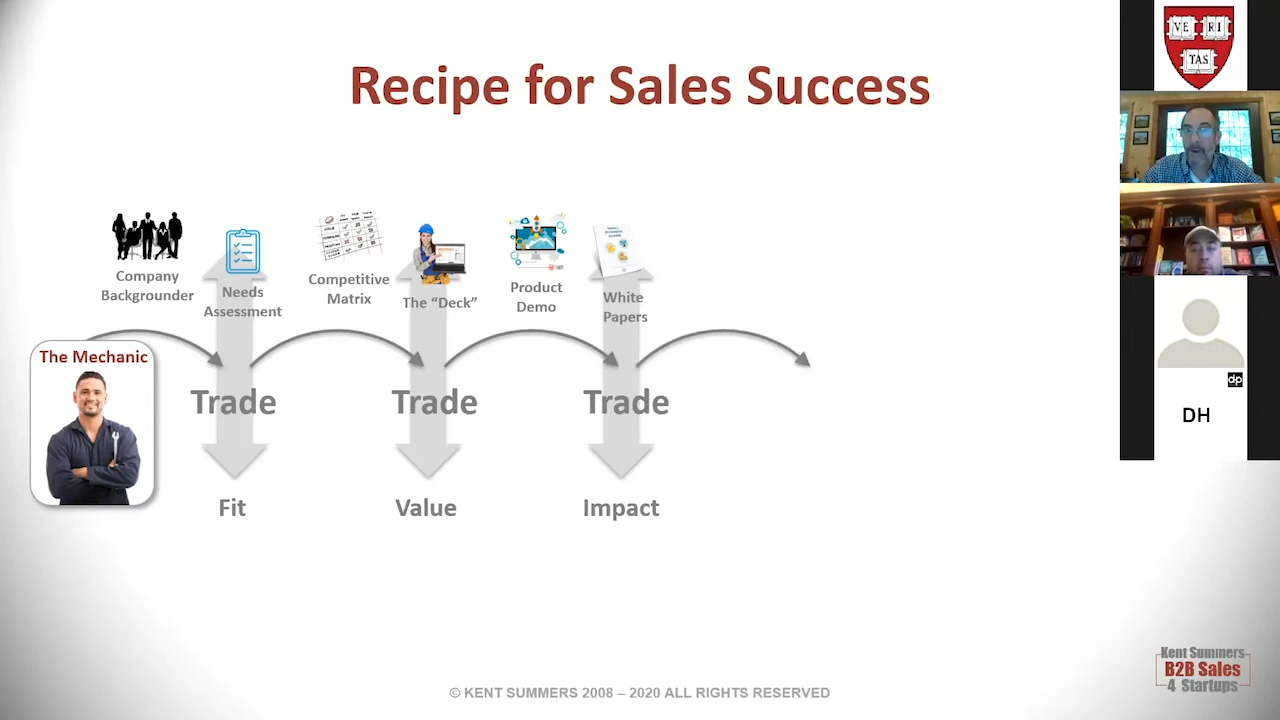 Recipe for Sales Success
Company
Backgrounder
Needs
Assessment
Competitive
Matrix
The “Deck”
Product
Demo
White
Papers
The Mechanic
Trade
Trade
Trade
Fit
Value
Impact
© KENT SUMMERS 2008 – 2020 ALL RIGHTS RESERVED
Kent Summers
B2B Sales
4 Startups
VE RI
TAS
dp
DH